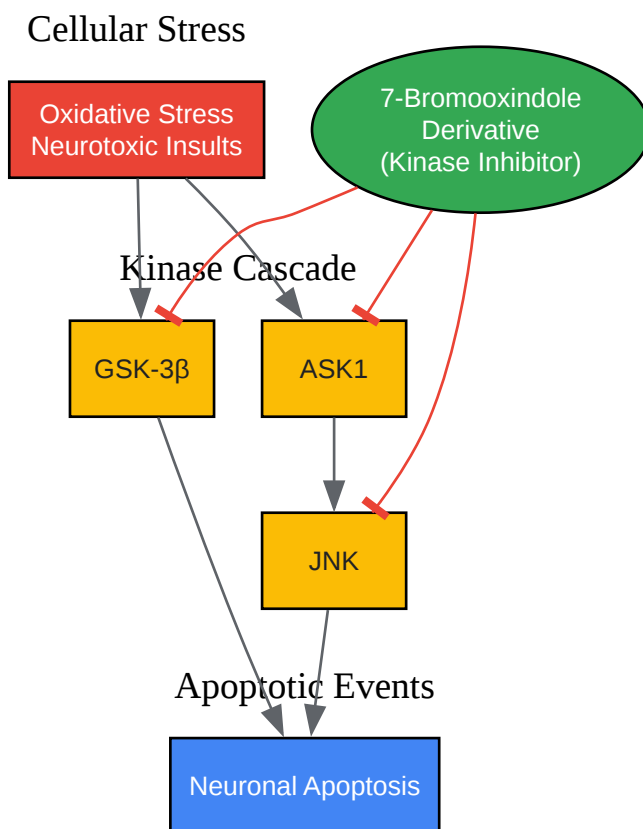 Cellular Stress
Oxidative Stress
Neurotoxic Insults
7-Bromooxindole
Derivative
(Kinase Inhibitor)
Kinase Cascade
GSK-3β
ASK1
JNK
Apoptotic Events
Neuronal Apoptosis